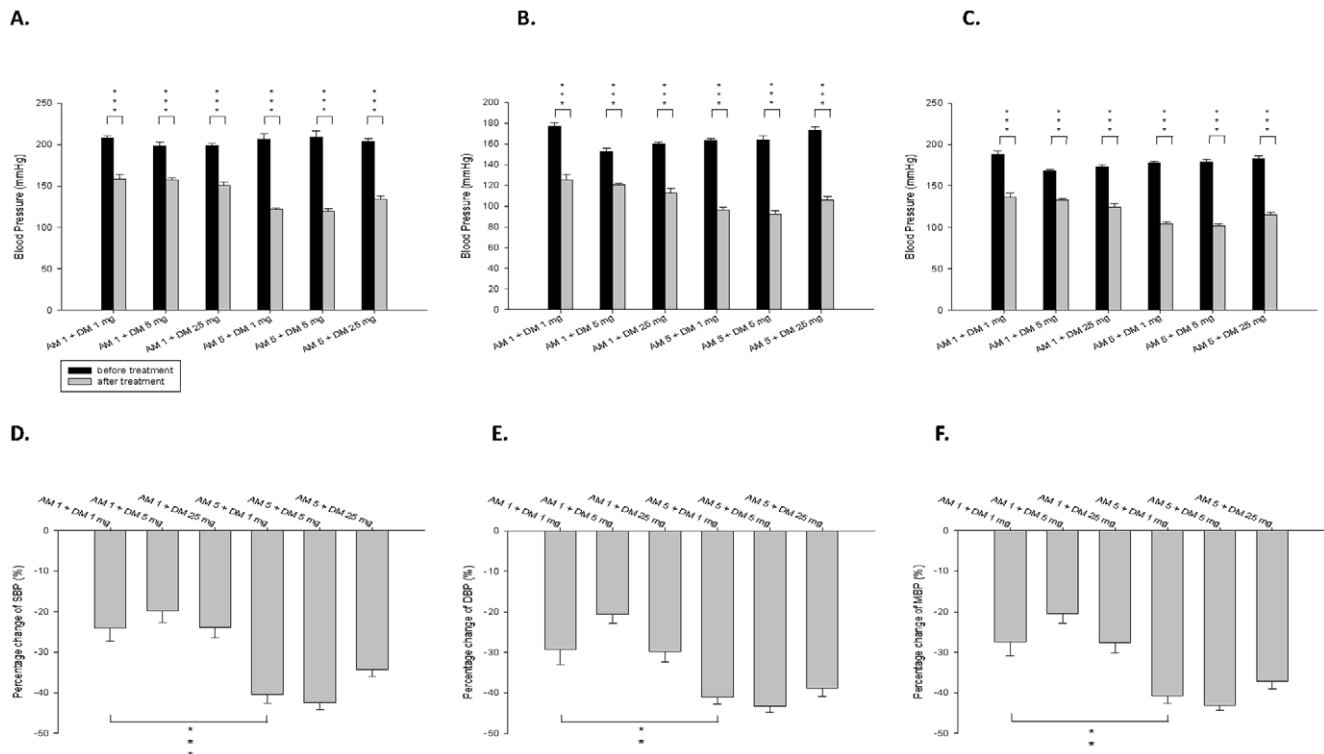 A.
B.
C.
* * *
* * *
* * *
* * *
* * *
* * *
250
200
150
100
50
0
Blood Pressure (mmHg)
AM 1 + DM 1 mg
AM 1 + DM 5 mg
AM 1 + DM 25 mg
AM 5 + DM 1 mg
AM 5 + DM 5 mg
AM 5 + DM 25 mg
before treatment
after treatment
* * *
* * *
* * *
* * *
* * *
* * *
180
160
140
120
100
80
60
40
20
0
Blood Pressure (mmHg)
AM 1 + DM 1 mg
AM 1 + DM 5 mg
AM 1 + DM 25 mg
AM 5 + DM 1 mg
AM 5 + DM 5 mg
AM 5 + DM 25 mg
* * *
* * *
* * *
* * *
* * *
* * *
250
200
150
100
50
0
Blood Pressure (mmHg)
AM 1 + DM 1 mg
AM 1 + DM 5 mg
AM 1 + DM 25 mg
AM 5 + DM 1 mg
AM 5 + DM 5 mg
AM 5 + DM 25 mg
D.
E.
F.
AM 1 + DM 1 mg
AM 1 + DM 5 mg
AM 1 + DM 25 mg
AM 5 + DM 1 mg
AM 5 + DM 5 mg
AM 5 + DM 25 mg
0
-10
-20
-30
-40
-50
Percentage change of SBP (%)
* * *
AM 1 + DM 1 mg
AM 1 + DM 5 mg
AM 1 + DM 25 mg
AM 5 + DM 1 mg
AM 5 + DM 5 mg
AM 5 + DM 25 mg
0
-10
-20
-30
-40
-50
Percentage change of DBP (%)
* *
AM 1 + DM 1 mg
AM 1 + DM 5 mg
AM 1 + DM 25 mg
AM 5 + DM 1 mg
AM 5 + DM 5 mg
AM 5 + DM 25 mg
0
-10
-20
-30
-40
-50
Percentage change of MBP (%)
* *